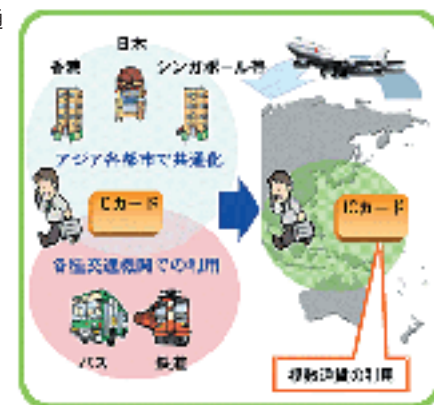 通
日本
香港
シンガポール等
アジア各都市で共通化
ICカード
ICカード
各種交通機関での利用
バス
鉄道